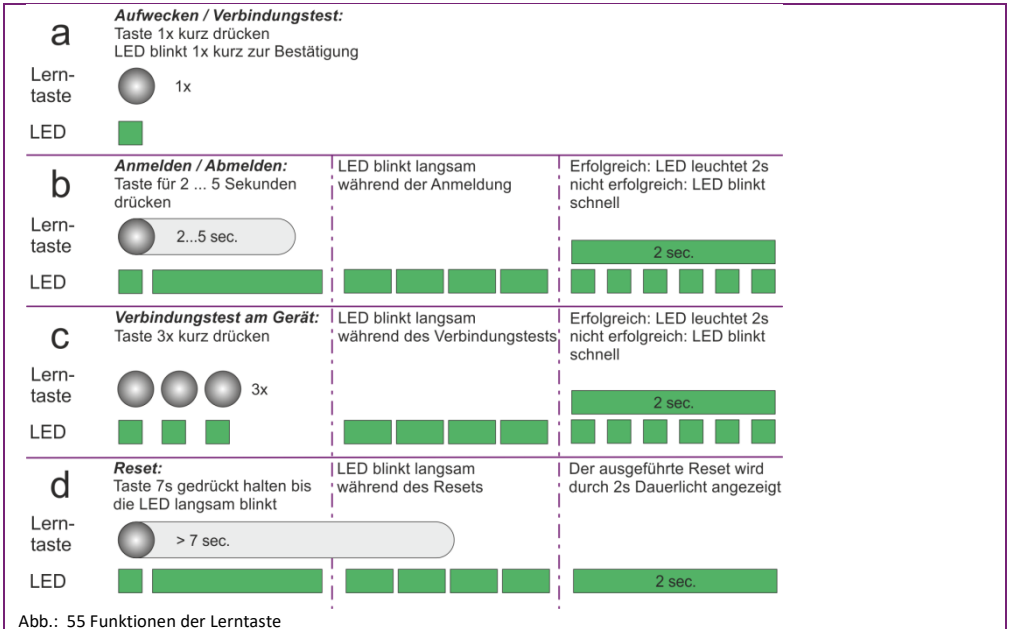 a
Aufwecken / Verbindungstest:
Taste 1x kurz drücken
LED blinkt 1x kurz zur Bestätigung
Lern-
taste
1x
LED
b
Anmelden / Abmelden:
Taste für 2 ... 5 Sekunden
drücken
LED blinkt langsam
während der Anmeldung
Erfolgreich: LED leuchtet 2s
nicht erfolgreich: LED blinkt
schnell
Lern-
taste
2...5 sec.
2 sec.
LED
c
Verbindungstest am Gerät:
Taste 3x kurz drücken
LED blinkt langsam
während des Verbindungstests
Erfolgreich: LED leuchtet 2s
nicht erfolgreich: LED blinkt
schnell
Lern-
taste
3x
2 sec.
LED
d
Reset:
Taste 7s gedrückt halten bis
die LED langsam blinkt
LED blinkt langsam
während des Resets
Der ausgeführte Reset wird
durch 2s Dauerlicht angezeigt
Lern-
taste
> 7 sec.
LED
2 sec.
Abb.: 55 Funktionen der Lerntaste